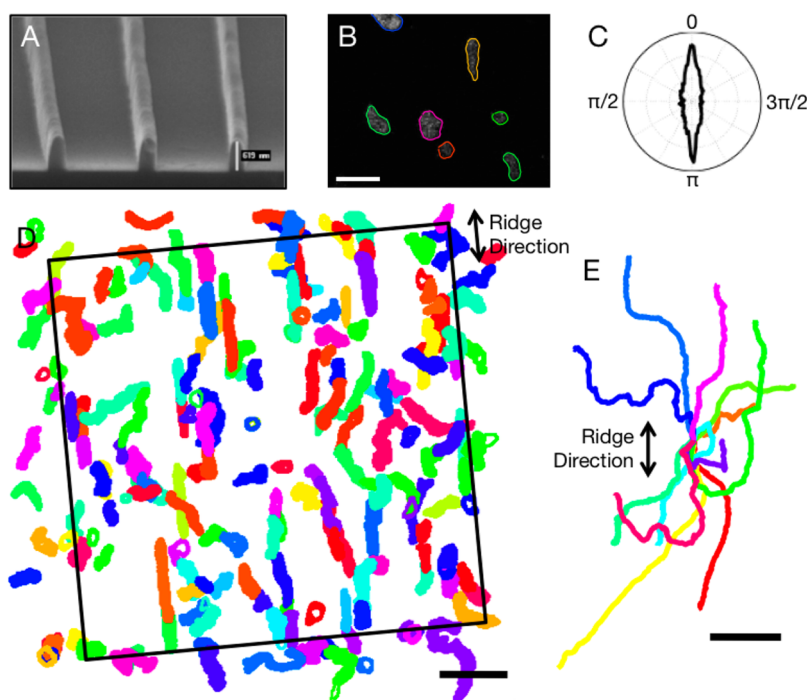 A
619 nm
B
C
0
π/2
3π/2
π
D
Ridge
Direction
E
Ridge
Direction